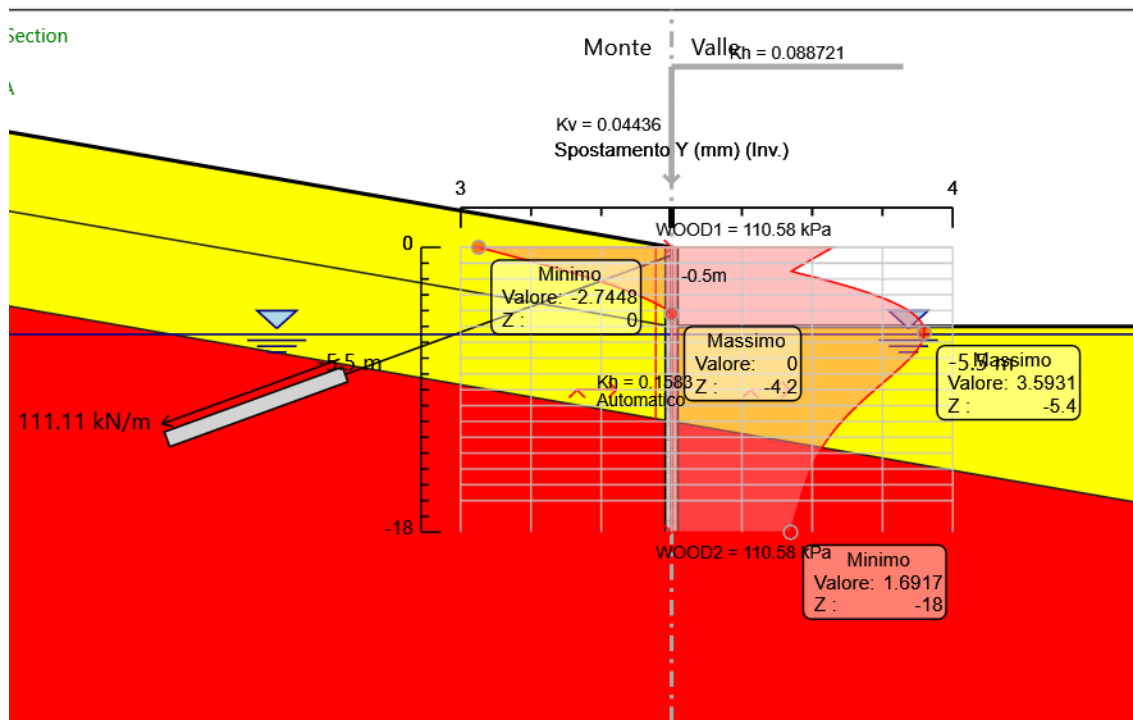 Section
A
Monte Valle
Kh = 0.088721
Kv = 0.04436
Spostamento Y (mm) (Inv.)
3
4
WOOD1 = 110.58 kPa
0
-0.5m
Minimo
Valore: -2.7448
Z : 0
Massimo
Valore: 0
Z : -4.2
5.5 m
-5.5 m
Massimo
Valore: 3.5931
Z : -5.4
Kh = 0.1583
Automatico
111.11 kN/m
-18
WOOD2 = 110.58 kPa
Minimo
Valore: 1.6917
Z : -18